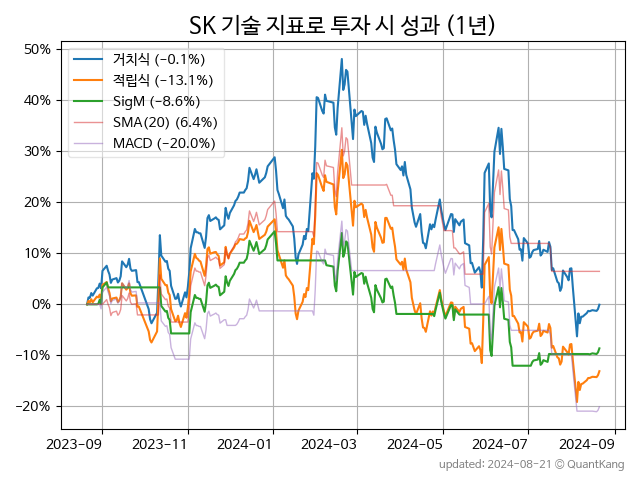 SK 기술 지표로 투자 시 성과 (1년)
50%
40%
30%
20%
10%
0%
−10%
−20%
거치식 (−0.1%)
적립식 (−13.1%)
SigM (−8.6%)
SMA(20) (6.4%)
MACD (−20.0%)
2023-09
2023-11
2024-01
2024-03
2024-05
2024-07
2024-09
updated: 2024-08-21 ⓒ QuantKang